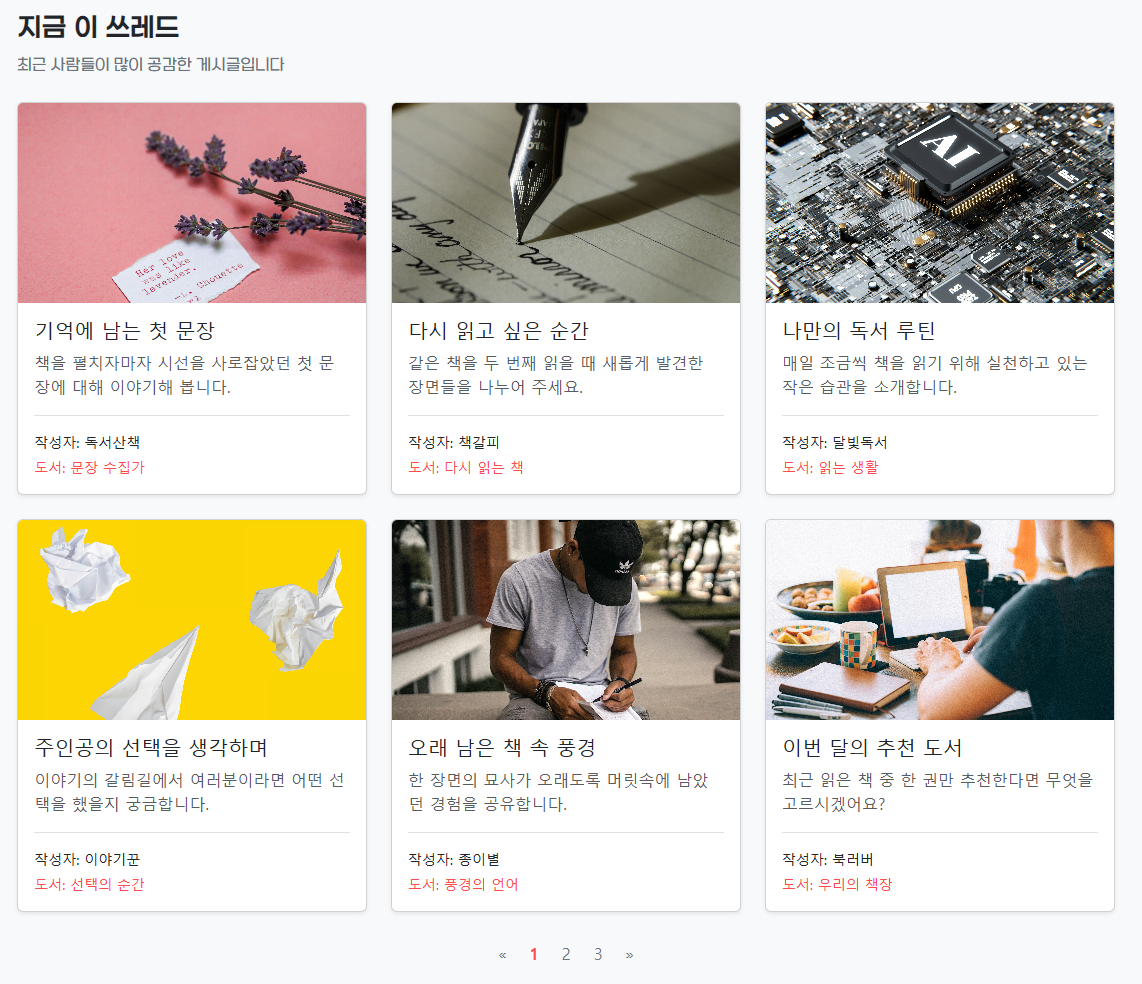 지금 이 쓰레드
최근 사람들이 많이 공감한 게시글입니다
Her love
was like
lavender.
기억에 남는 첫 문장
책을 펼치자마자 시선을 사로잡았던 첫 문
장에 대해 이야기해 봅니다.
작성자: 독서산책
도서: 문장 수집가
다시 읽고 싶은 순간
같은 책을 두 번째 읽을 때 새롭게 발견한
장면들을 나누어 주세요.
작성자: 책갈피
도서: 다시 읽는 책
AI
나만의 독서 루틴
매일 조금씩 책을 읽기 위해 실천하고 있는
작은 습관을 소개합니다.
작성자: 달빛독서
도서: 읽는 생활
주인공의 선택을 생각하며
이야기의 갈림길에서 여러분이라면 어떤 선
택을 했을지 궁금합니다.
작성자: 이야기꾼
도서: 선택의 순간
오래 남은 책 속 풍경
한 장면의 묘사가 오래도록 머릿속에 남았
던 경험을 공유합니다.
작성자: 종이별
도서: 풍경의 언어
이번 달의 추천 도서
최근 읽은 책 중 한 권만 추천한다면 무엇을
고르시겠어요?
작성자: 북러버
도서: 우리의 책장
« 1 2 3 »